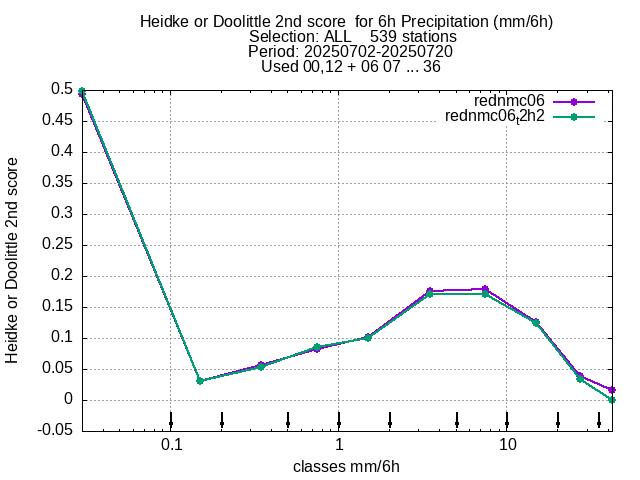 Heidke or Doolittle 2nd score  for 6h Precipitation (mm/6h)
Selection: ALL    539 stations
Period: 20250702-20250720
Used 00,12 + 06 07 ... 36
rednmc06
rednmc06t2h2
0.5
0.45
0.4
0.35
0.3
0.25
0.2
0.15
0.1
0.05
0
-0.05
Heidke or Doolittle 2nd score
0.1 1 10
classes mm/6h